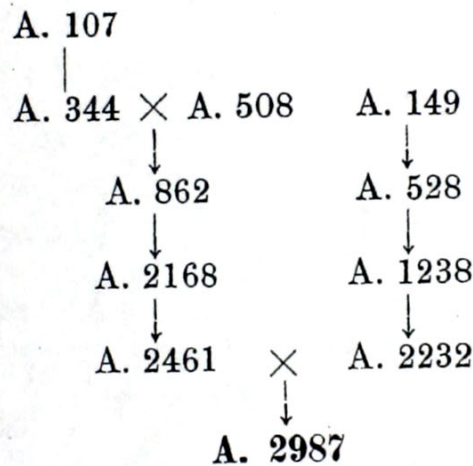 A. 107
A. 344 × A. 508 A. 149
A. 862 A. 528
A. 2168 A. 1238
A. 2461 × A. 2232
A. 2987